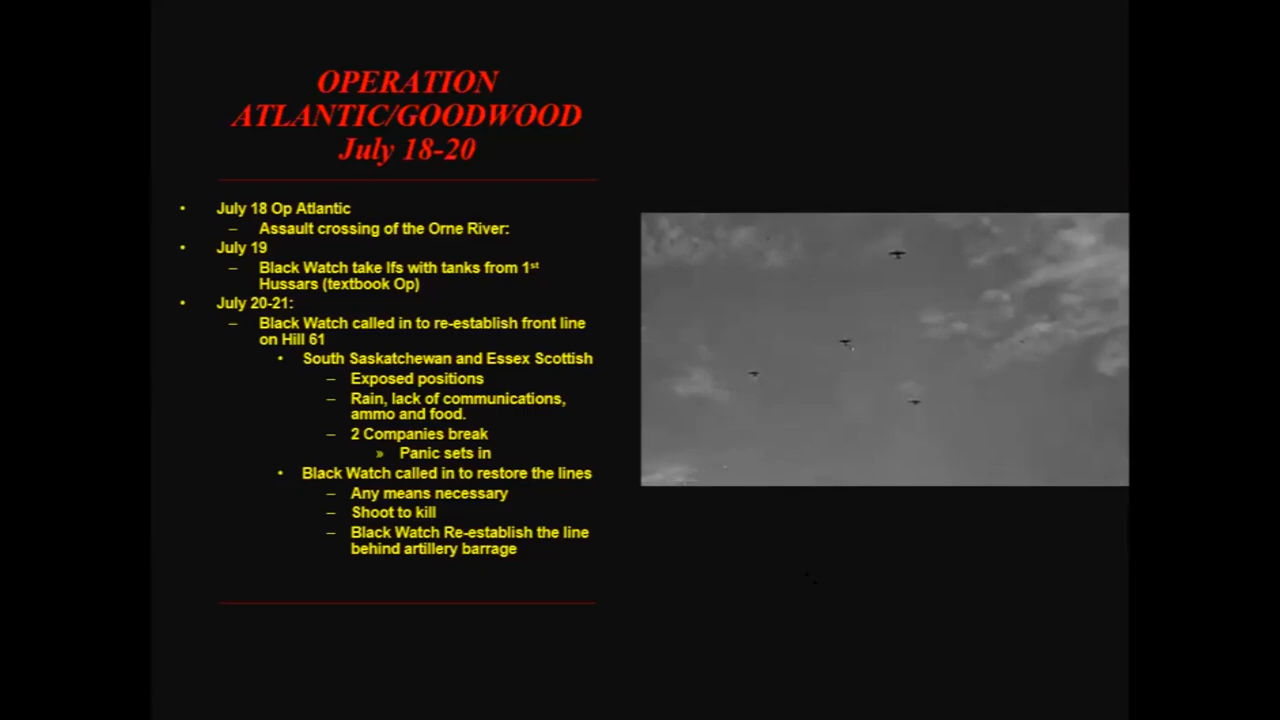 OPERATION
ATLANTIC/GOODWOOD
July 18-20
• July 18 Op Atlantic
– Assault crossing of the Orne River:
• July 19
– Black Watch take Ifs with tanks from 1st
Hussars (textbook Op)
• July 20-21:
– Black Watch called in to re-establish front line
on Hill 61
• South Saskatchewan and Essex Scottish
– Exposed positions
– Rain, lack of communications,
ammo and food.
– 2 Companies break
» Panic sets in
• Black Watch called in to restore the lines
– Any means necessary
– Shoot to kill
– Black Watch Re-establish the line
behind artillery barrage